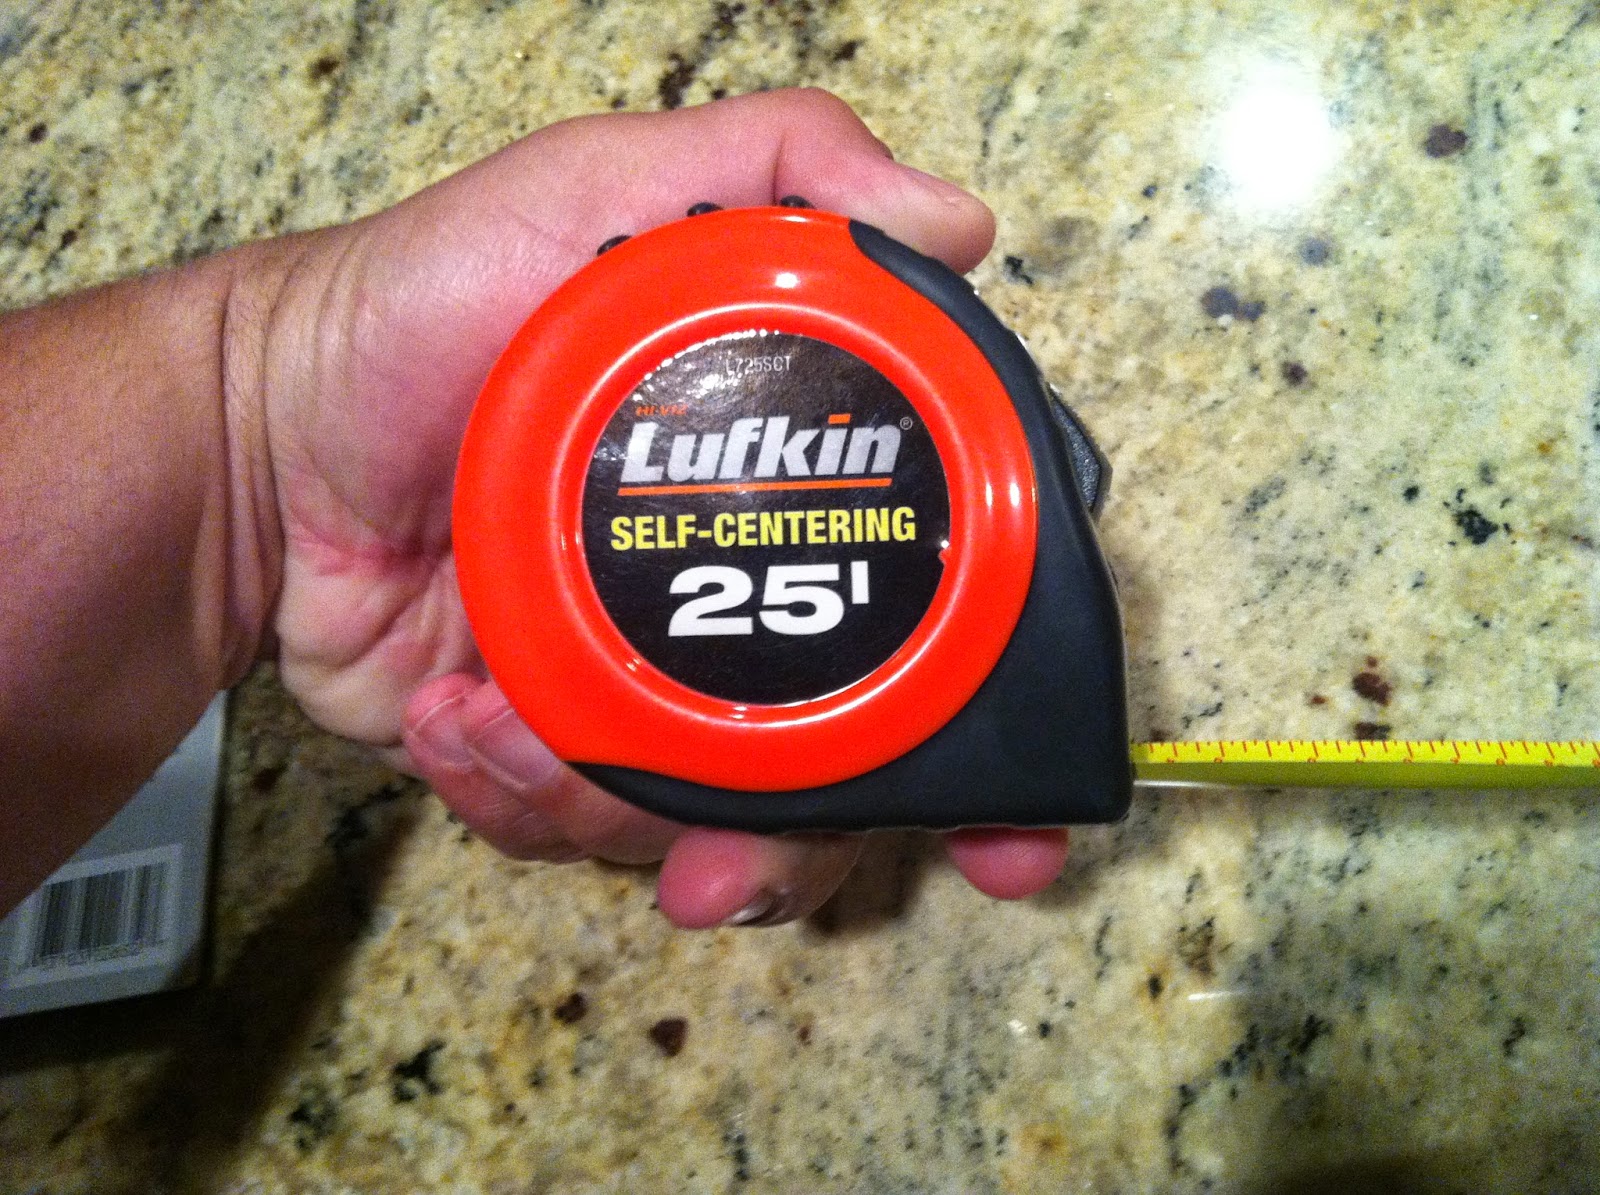 L725SCT
HI-VIZ
Lufkin®
SELF-CENTERING
25'